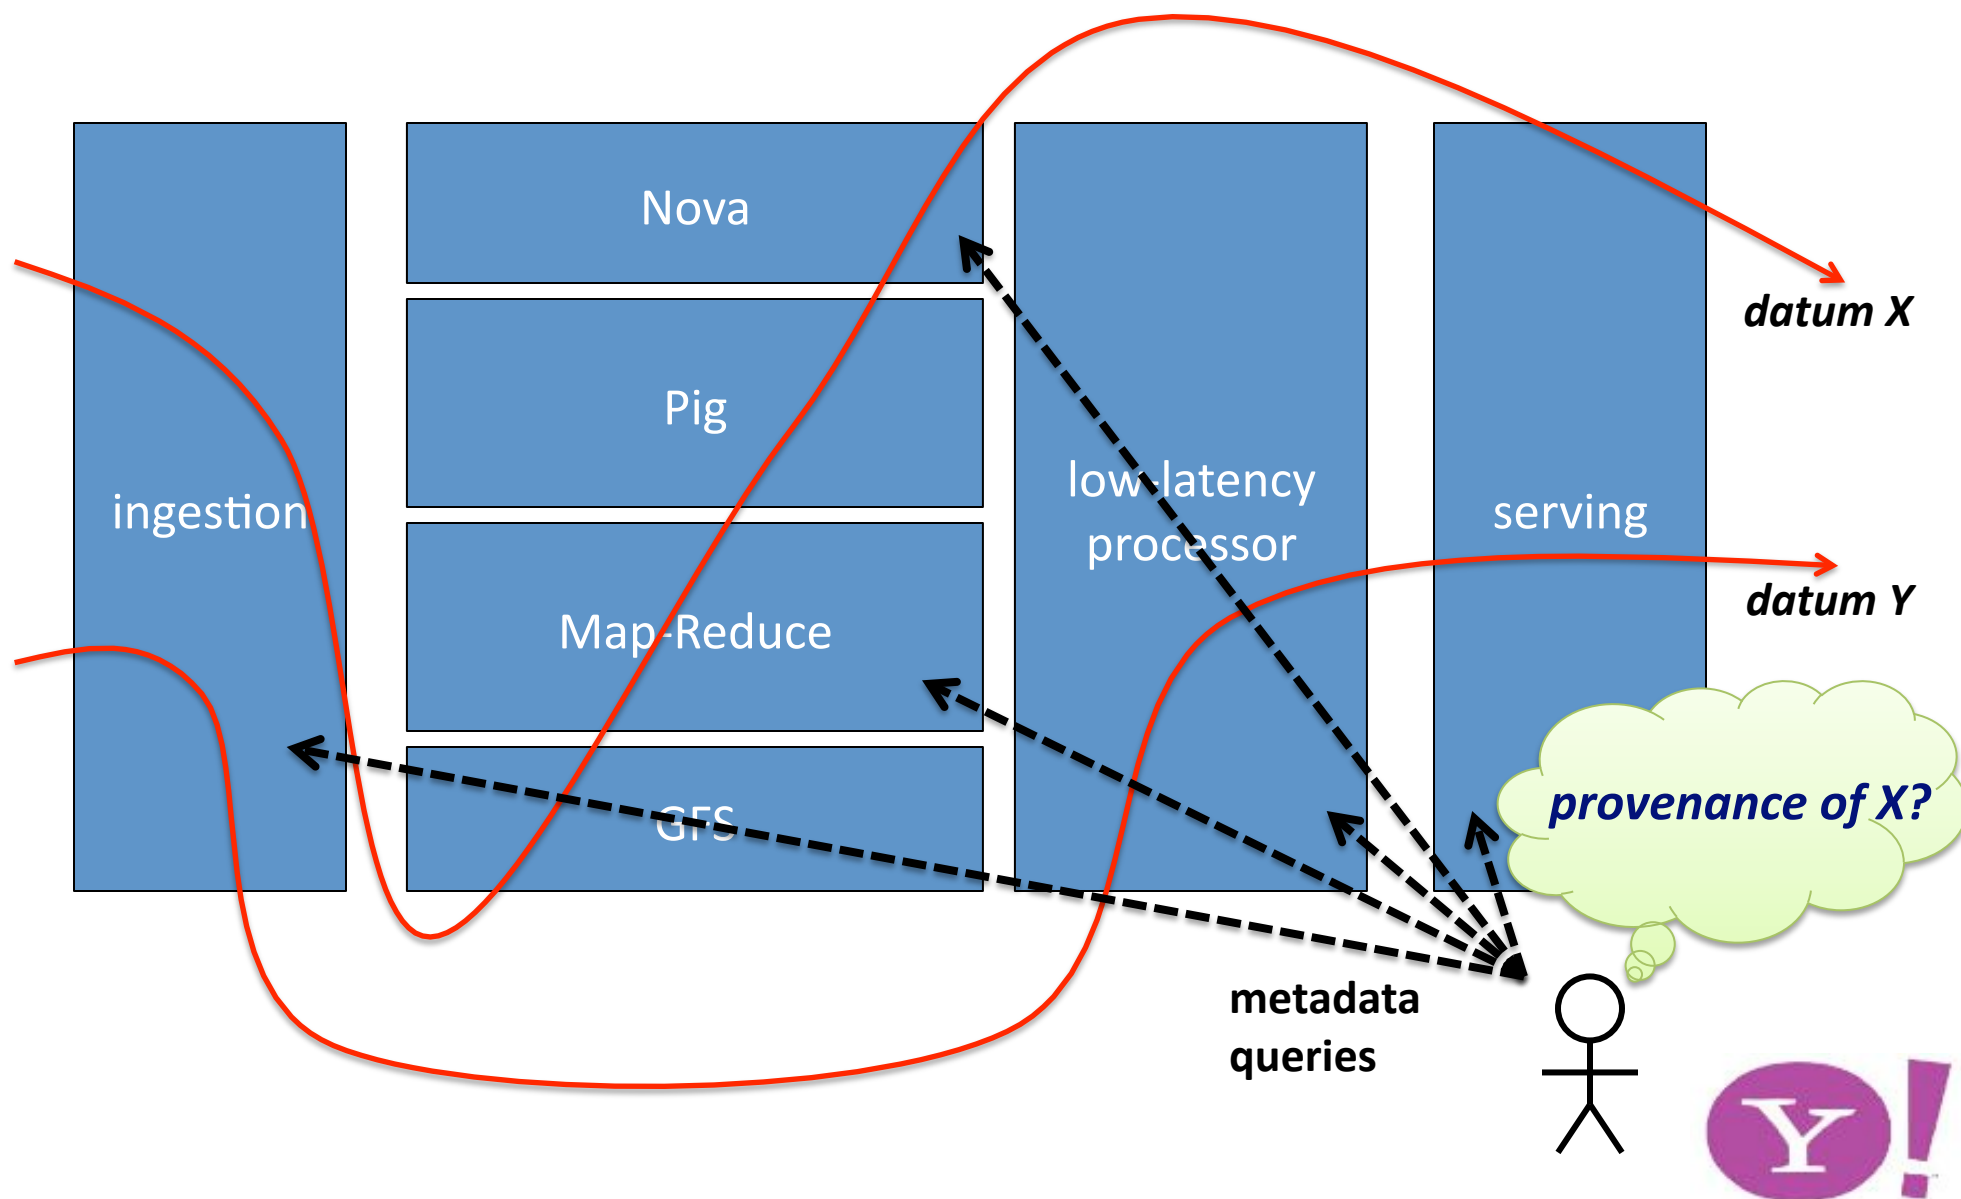 Nova
datum X
Pig
low-latency
processor
ingestion
serving
datum Y
Map-Reduce
provenance of X?
GFS
metadata
queries
Y!